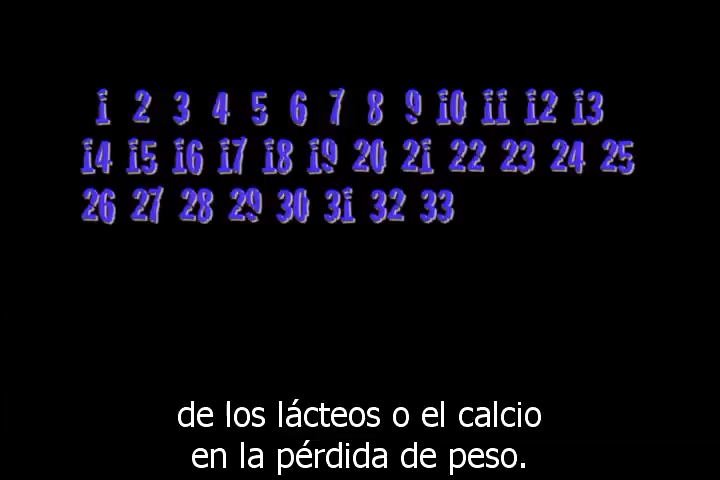 1 2 3 4 5 6 7 8 9 10 11 12 13
14 15 16 17 18 19 20 21 22 23 24 25
26 27 28 29 30 31 32 33
de los lácteos o el calcio
en la pérdida de peso.